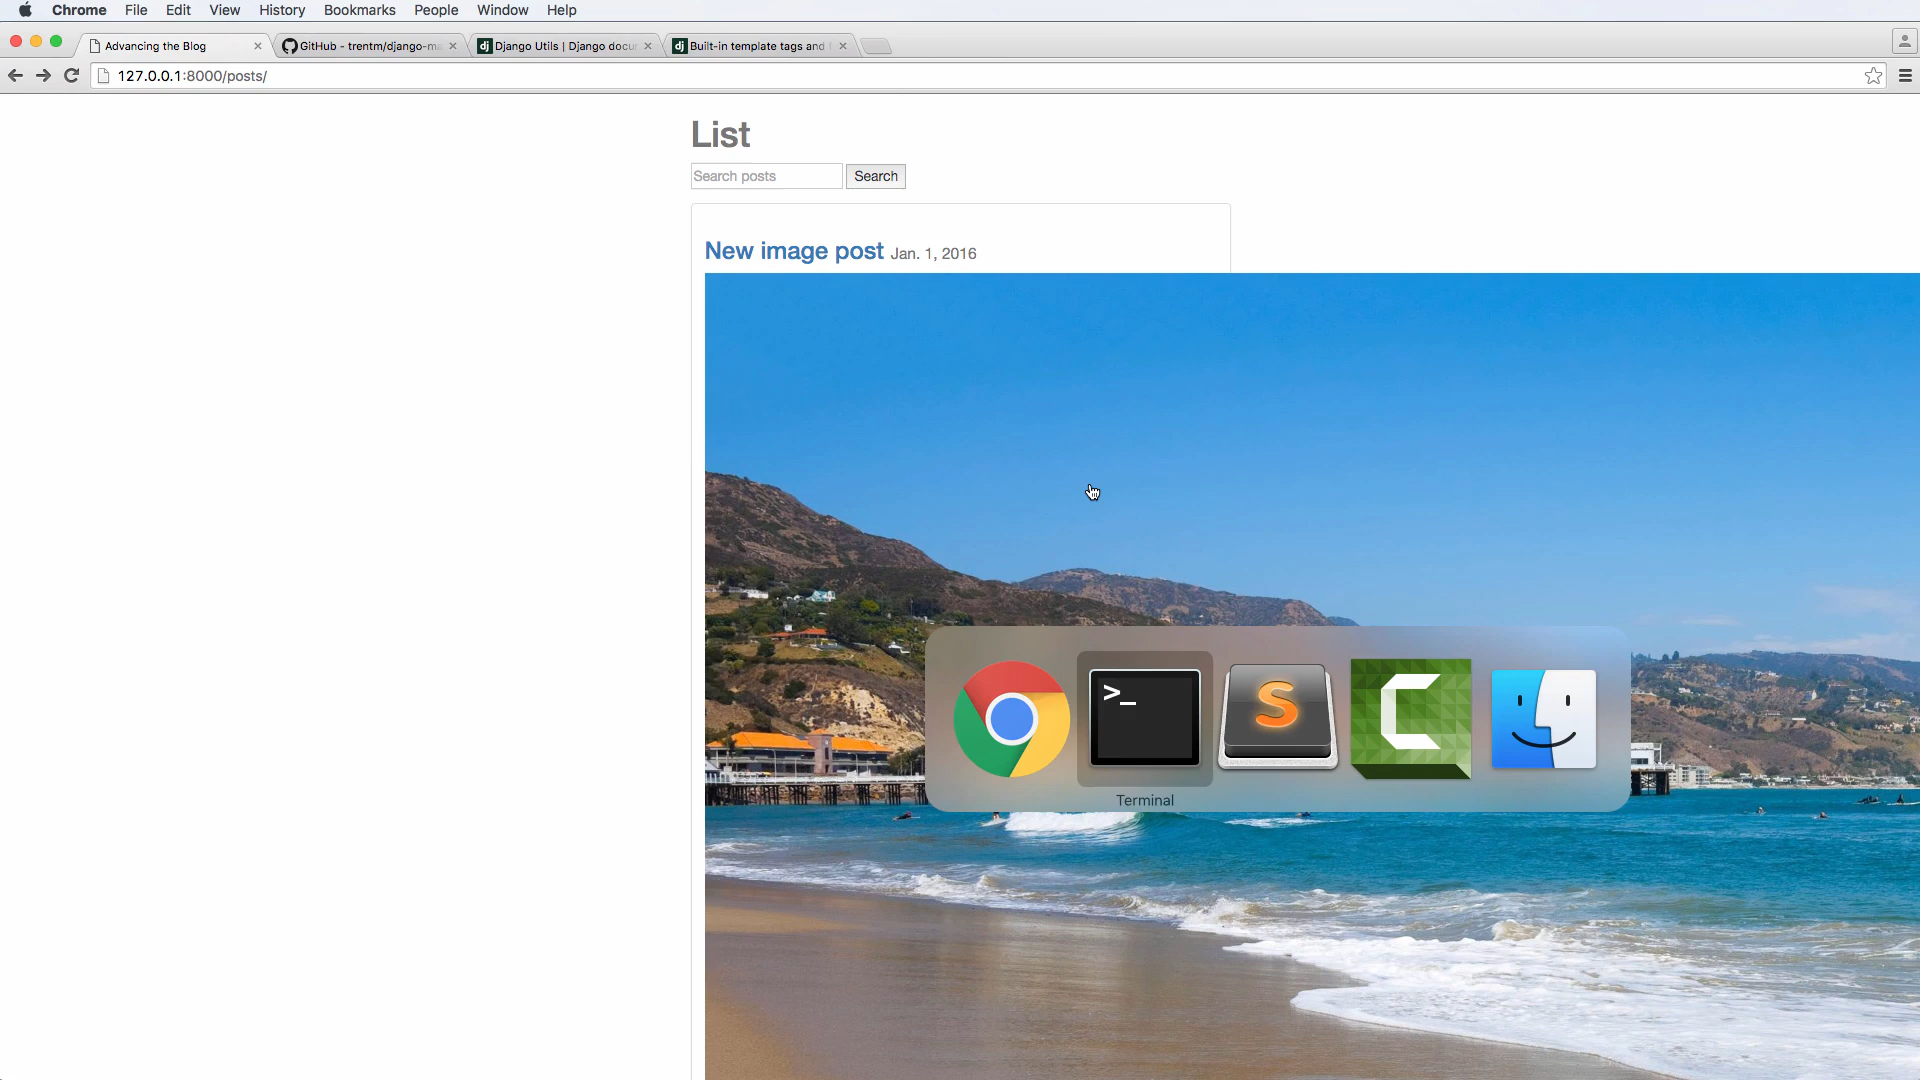 Chrome File Edit View History Bookmarks People Window Help
Advancing the Blog
GitHub - trentm/django-ma
Django Utils | Django docu
Built-in template tags and
127.0.0.1:8000/posts/
List
Search posts Search
New image post Jan. 1, 2016
>_
S
C
Terminal